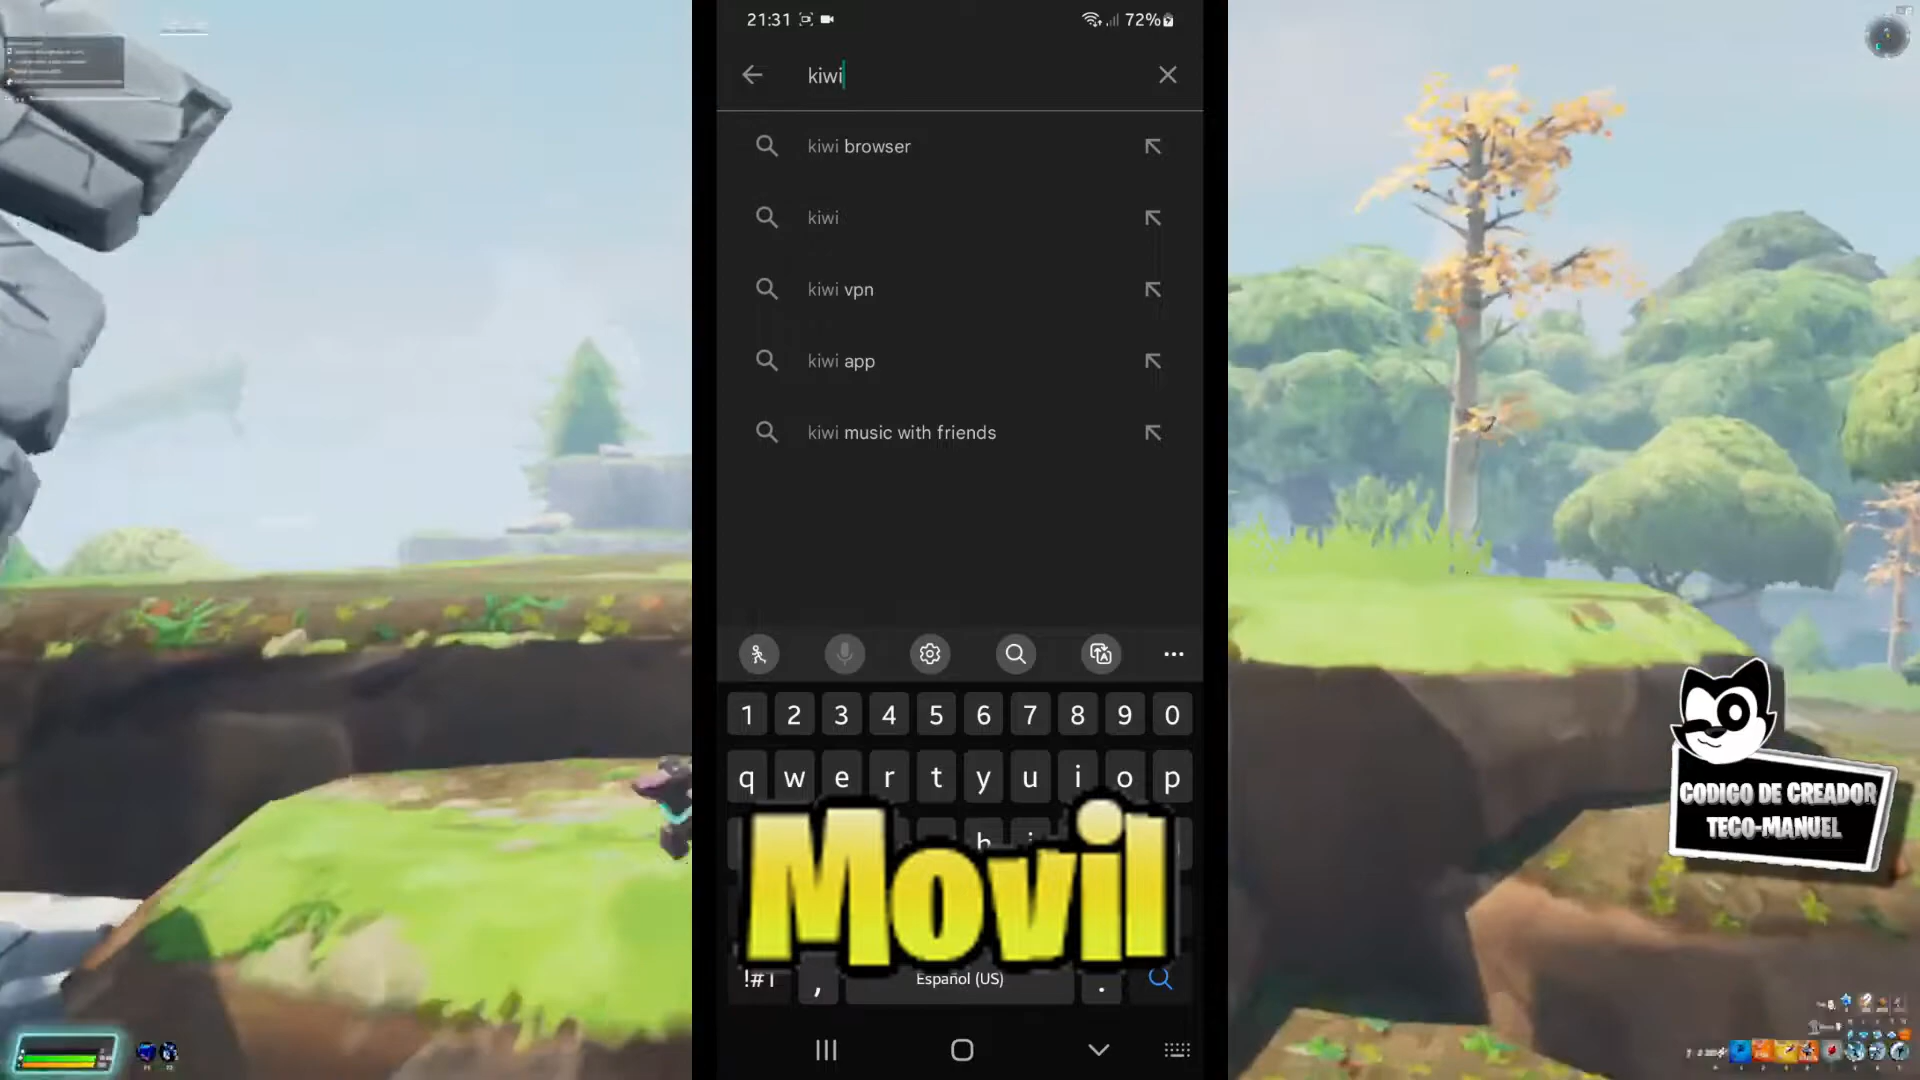 21:31
72%
kiwi
kiwi browser
kiwi
kiwi vpn
kiwi app
kiwi music with friends
1 2 3 4 5 6 7 8 9 0
q w e r t y u i o p
Movil
!#1 , Español (US) .
CODIGO DE CREADOR
TECO-MANUEL